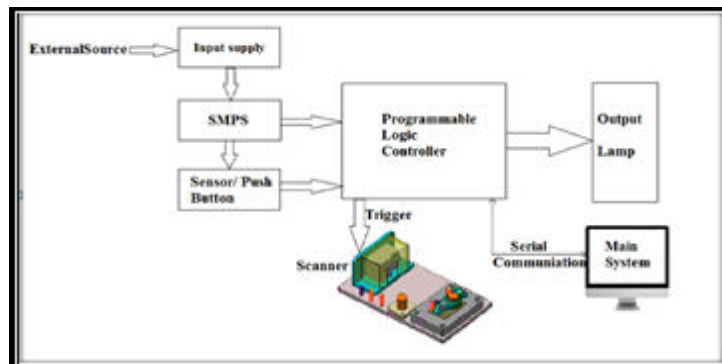 ExternalSource
Input supply
SMPS
Sensor/ Push
Button
Programmable
Logic
Controller
Output
Lamp
Trigger
Scanner
Serial
Communiation
Main
System